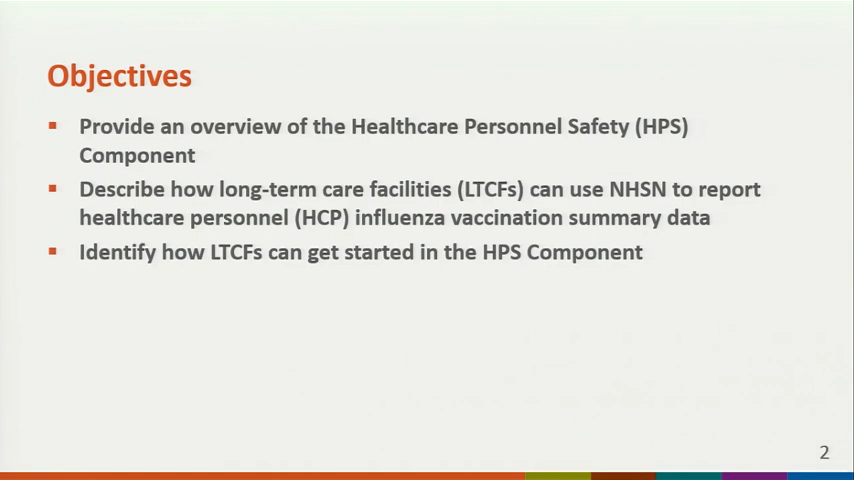 Objectives
▪ Provide an overview of the Healthcare Personnel Safety (HPS)
Component
▪ Describe how long-term care facilities (LTCFs) can use NHSN to report
healthcare personnel (HCP) influenza vaccination summary data
▪ Identify how LTCFs can get started in the HPS Component
2